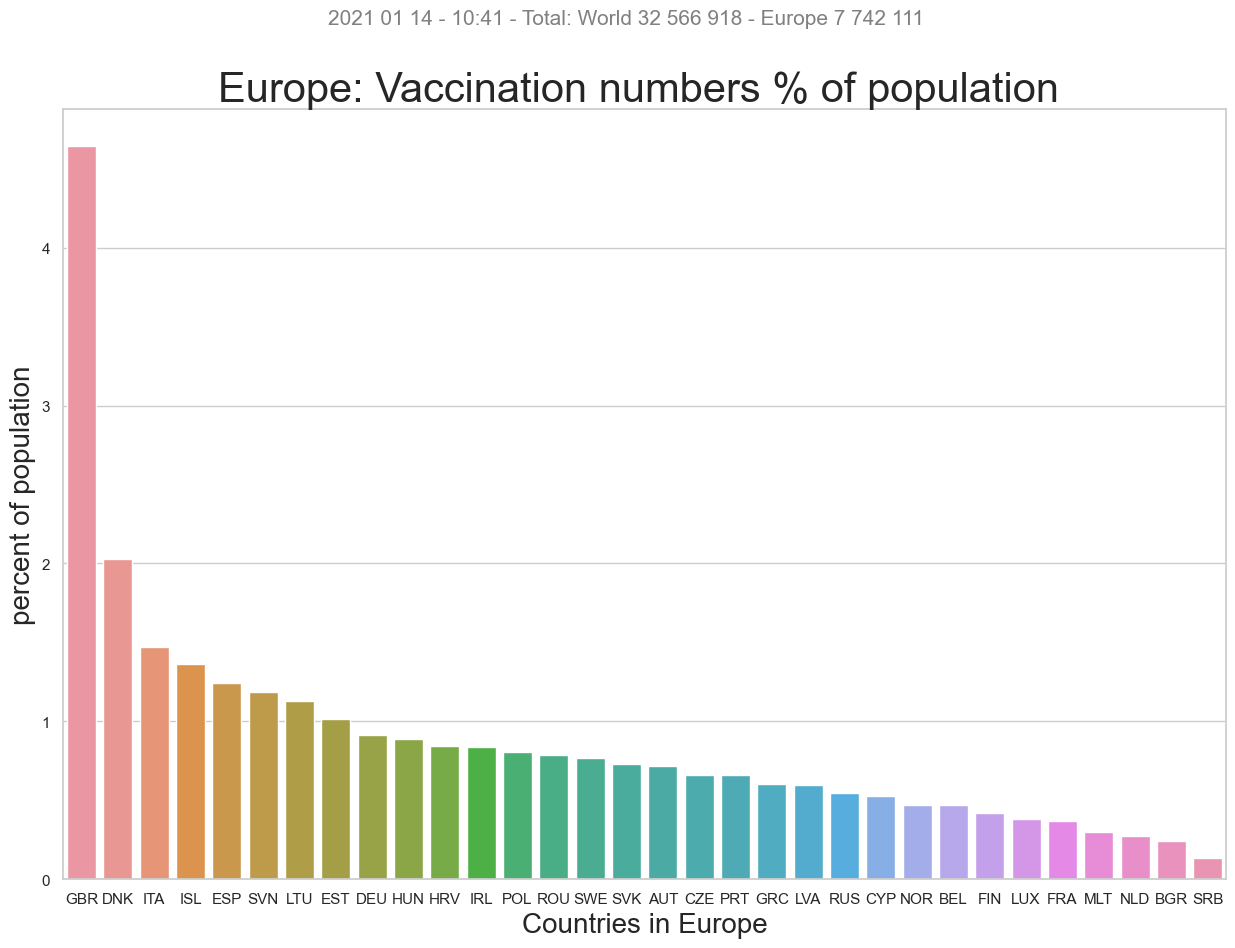 2021 01 14 - 10:41 - Total: World 32 566 918 - Europe 7 742 111
Europe: Vaccination numbers % of population
percent of population
4
3
2
1
0
GBR DNK ITA ISL ESP SVN LTU EST DEU HUN HRV IRL POL ROU SWE SVK AUT CZE PRT GRC LVA RUS CYP NOR BEL FIN LUX FRA MLT NLD BGR SRB
Countries in Europe